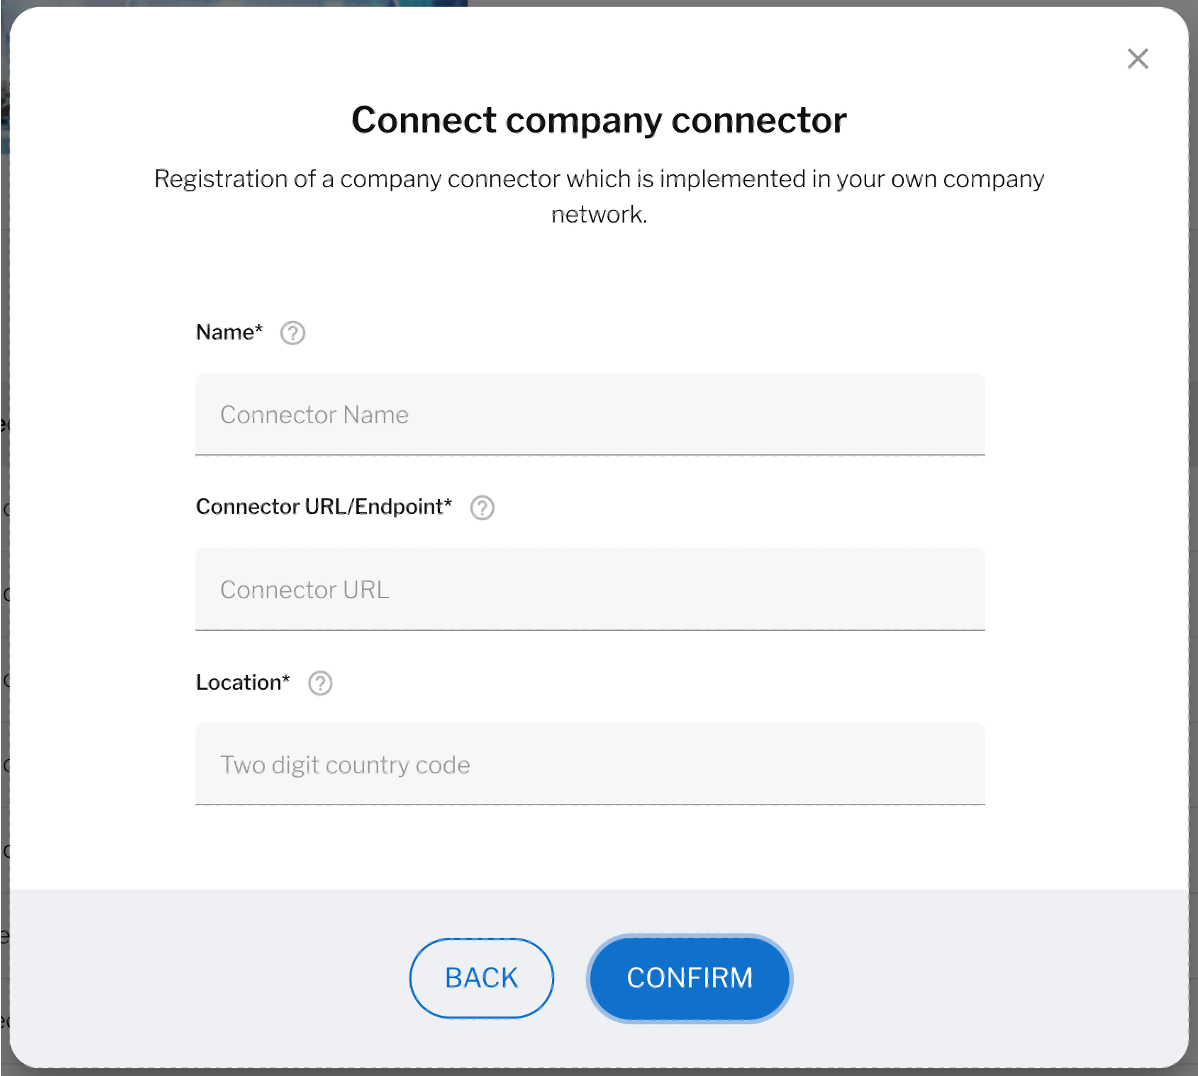 Connect company connector
Registration of a company connector which is implemented in your own company
network.
Name*
Connector Name
Connector URL/Endpoint*
Connector URL
Location*
Two digit country code
BACK
CONFIRM